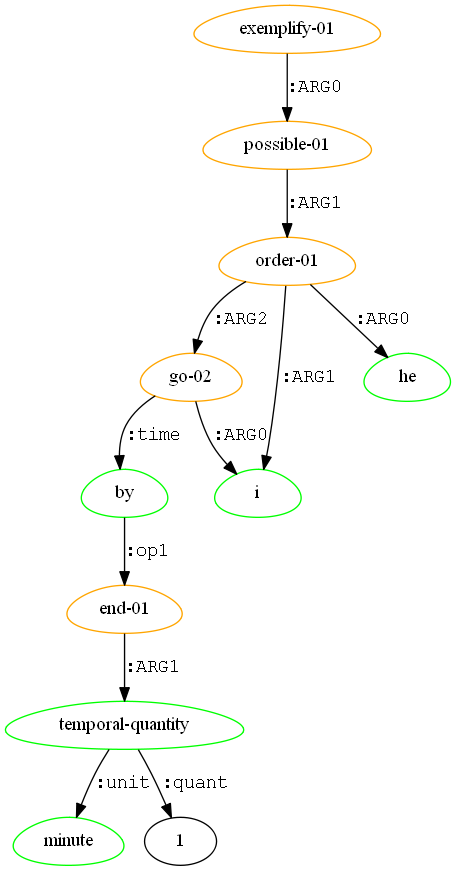 exemplify-01
:ARG0
possible-01
:ARG1
order-01
:ARG2
:ARG1
:ARG0
go-02
he
:time
:ARG0
by
i
:op1
end-01
:ARG1
temporal-quantity
:unit
:quant
minute
1